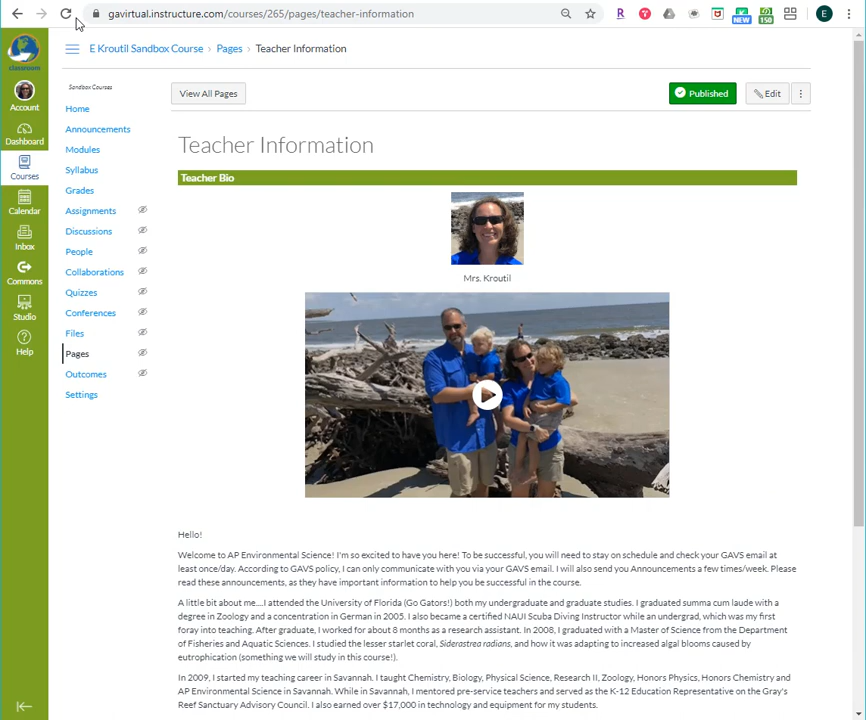 gavirtual.instructure.com/courses/265/pages/teacher-information
R
NEW
150
E
E Kroutil Sandbox Course › Pages › Teacher Information
classroom
Account
Dashboard
Courses
Calendar
Inbox
Commons
Studio
Help
Sandbox Courses
Home
Announcements
Modules
Syllabus
Grades
Assignments
Discussions
People
Collaborations
Quizzes
Conferences
Files
Pages
Outcomes
Settings
View All Pages
Published
Edit
Teacher Information
Teacher Bio
Mrs. Kroutil
Hello!
Welcome to AP Environmental Science! I'm so excited to have you here! To be successful, you will need to stay on schedule and check your GAVS email at
least once/day. According to GAVS policy, I can only communicate with you via your GAVS email. I will also send you Announcements a few times/week. Please
read these announcements, as they have important information to help you be successful in the course.
A little bit about me....I attended the University of Florida (Go Gators!) both my undergraduate and graduate studies. I graduated summa cum laude with a
degree in Zoology and a concentration in German in 2005. I also became a certified NAUI Scuba Diving Instructor while an undergrad, which was my first
foray into teaching. After graduate, I worked for about 8 months as a research assistant. In 2008, I graduated with a Master of Science from the Department
of Fisheries and Aquatic Sciences. I studied the lesser starlet coral, Siderastrea radians, and how it was adapting to increased algal blooms caused by
eutrophication (something we will study in this course!).
In 2009, I started my teaching career in Savannah. I taught Chemistry, Biology, Physical Science, Research II, Zoology, Honors Physics, Honors Chemistry and
AP Environmental Science in Savannah. While in Savannah, I mentored pre-service teachers and served as the K-12 Education Representative on the Gray's
Reef Sanctuary Advisory Council. I also earned over $17,000 in technology and equipment for my students.